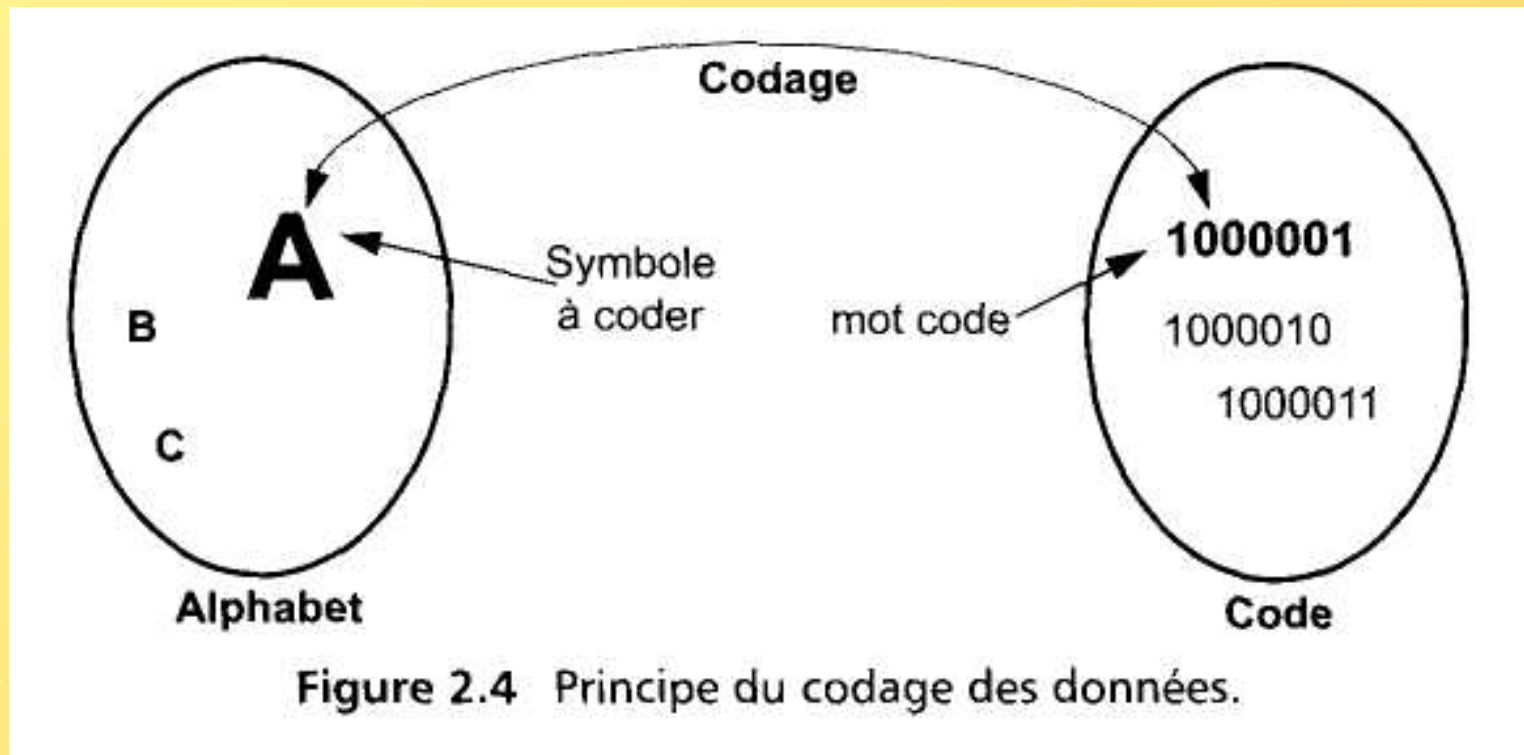 Codage
A
Symbole
à coder
B
C
Alphabet
mot code
1000001
1000010
1000011
Code
Figure 2.4 Principe du codage des données.